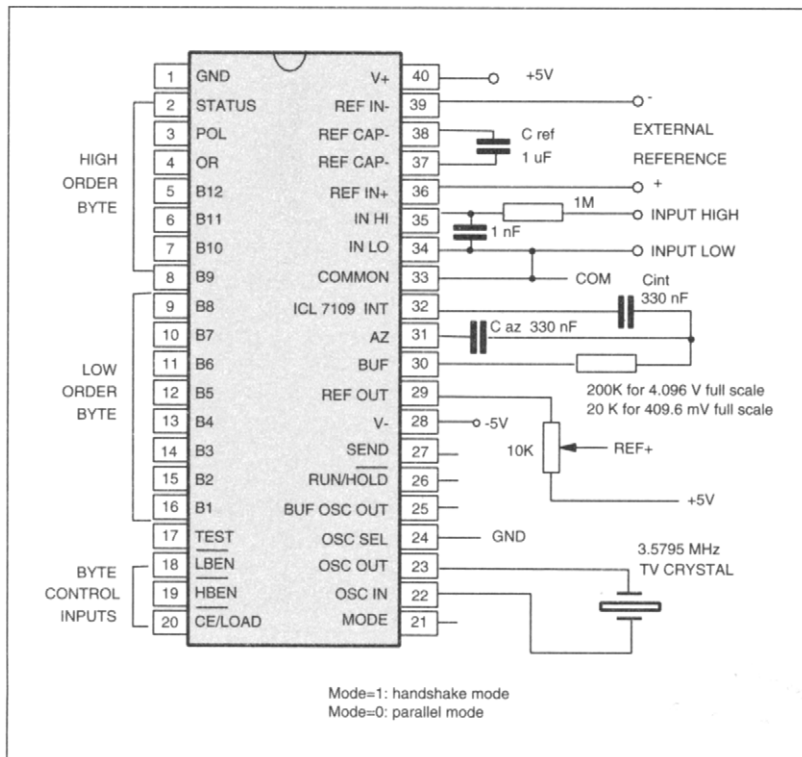 HIGH
ORDER
BYTE
LOW
ORDER
BYTE
BYTE
CONTROL
INPUTS
1 GND
2 STATUS
3 POL
4 OR
5 B12
6 B11
7 B10
8 B9
9 B8
10 B7
11 B6
12 B5
13 B4
14 B3
15 B2
16 B1
17 TEST
18 LBEN
19 HBEN
20 CE/LOAD
V+ 40
REF IN- 39
REF CAP- 38
REF CAP- 37
REF IN+ 36
IN HI 35
IN LO 34
COMMON 33
ICL 7109 INT 32
AZ 31
BUF 30
REF OUT 29
V- 28
SEND 27
RUN/HOLD 26
BUF OSC OUT 25
OSC SEL 24
OSC OUT 23
OSC IN 22
MODE 21
+5V
-
C ref
1 uF
EXTERNAL
REFERENCE
+
1M
INPUT HIGH
1 nF
INPUT LOW
COM
Cint
330 nF
C az 330 nF
200K for 4.096 V full scale
20 K for 409.6 mV full scale
-5V
10K
REF+
+5V
GND
3.5795 MHz
TV CRYSTAL
Mode=1: handshake mode
Mode=0: parallel mode